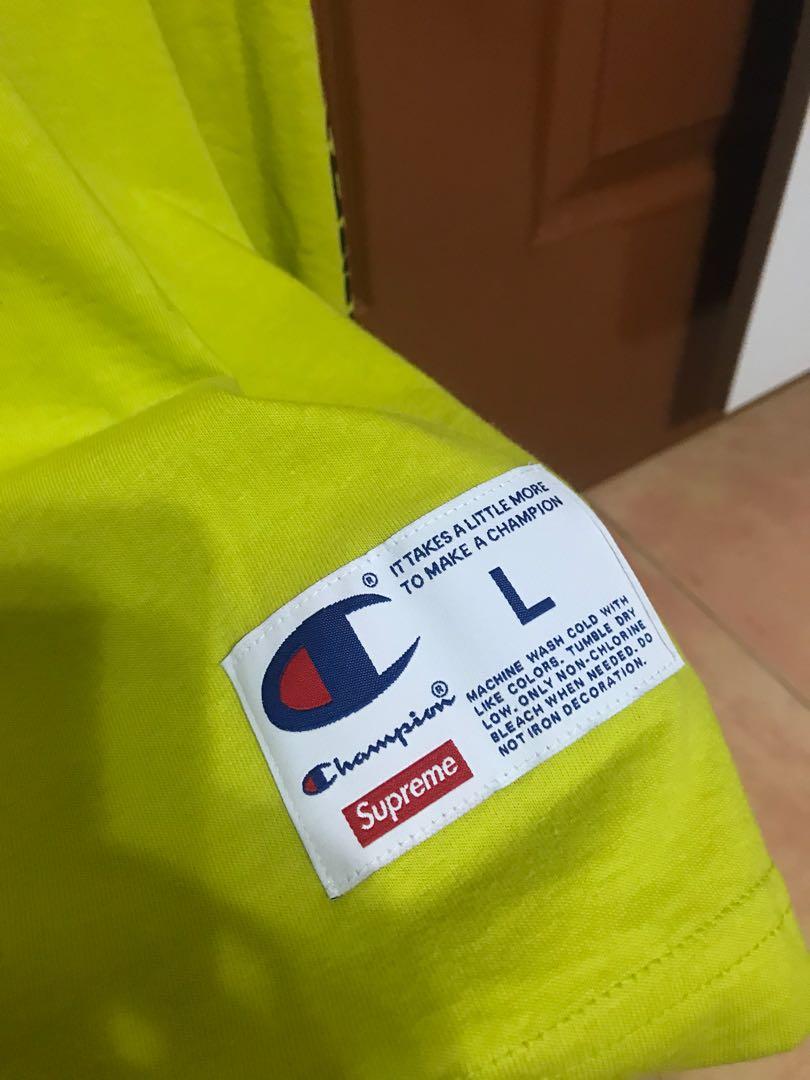 IT TAKES A LITTLE MORE
TO MAKE A CHAMPION
®
L
Champion®
Supreme
MACHINE WASH COLD WITH
LIKE COLORS. TUMBLE DRY
LOW. ONLY NON-CHLORINE
BLEACH WHEN NEEDED. DO
NOT IRON DECORATION.